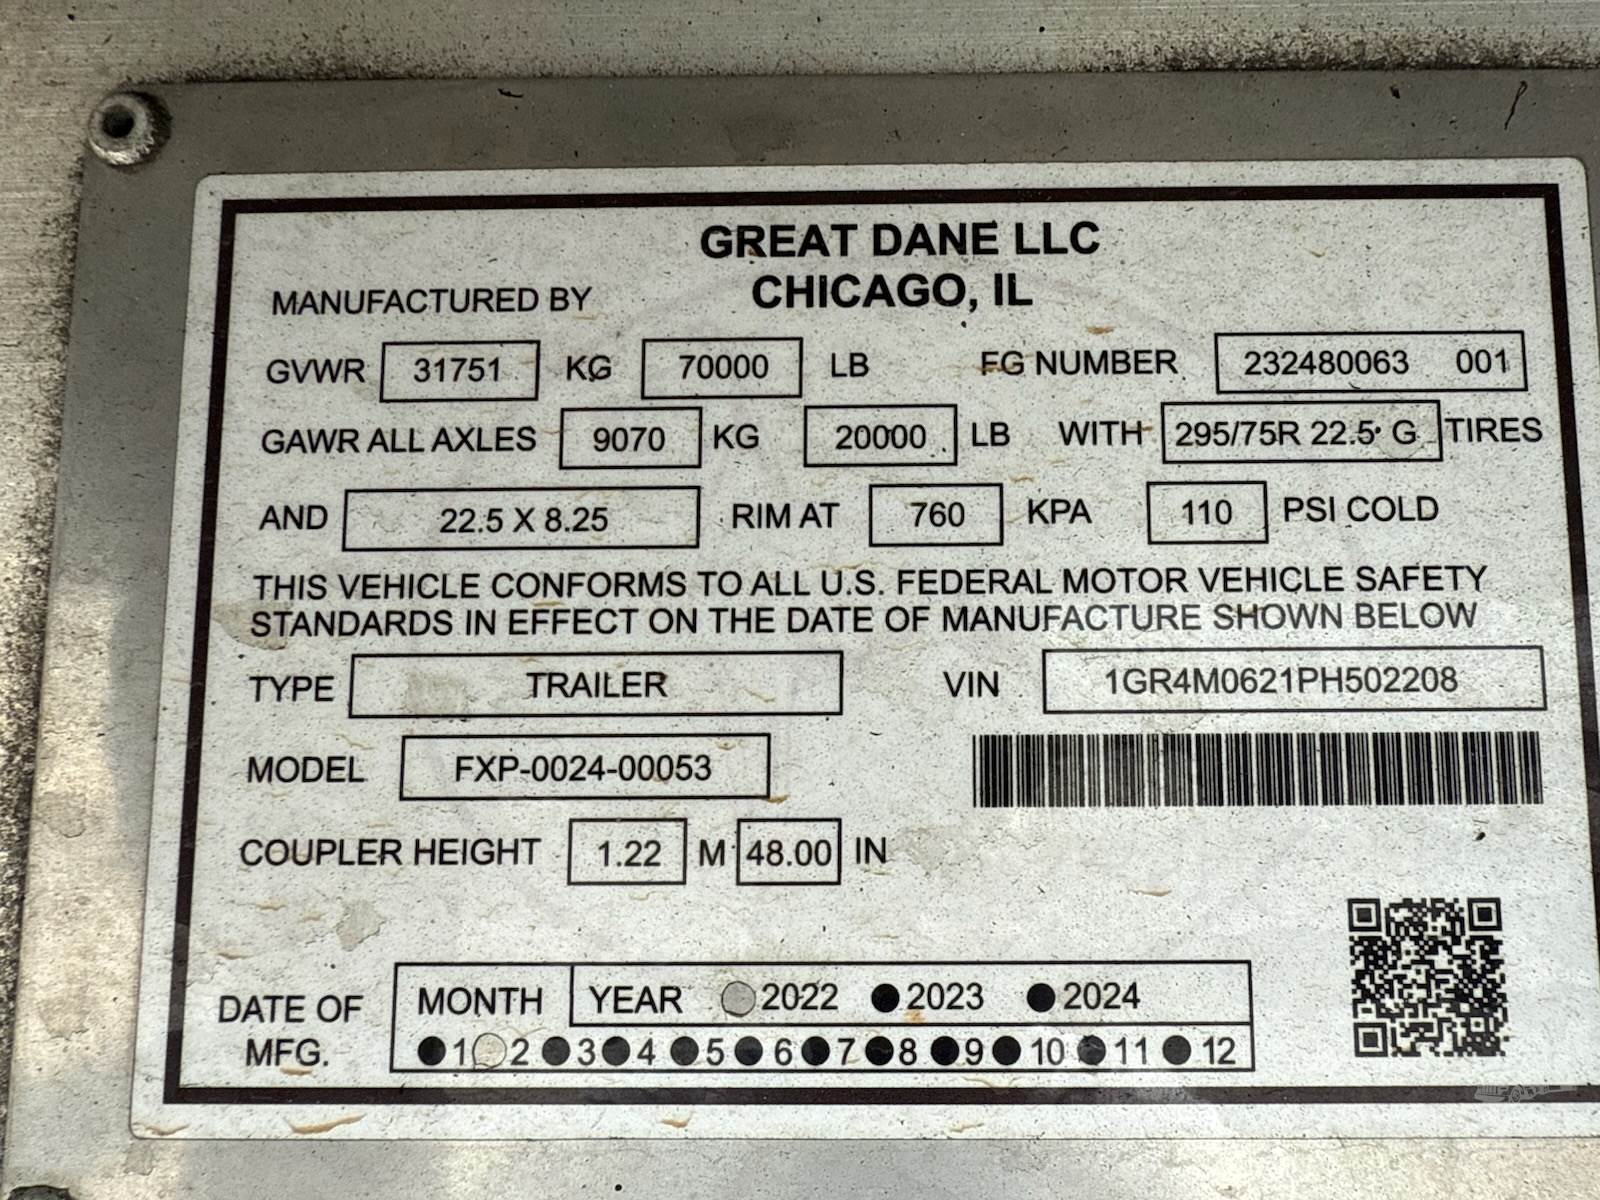 GREAT DANE LLC
MANUFACTURED BY CHICAGO, IL
GVWR 31751 KG 70000 LB FG NUMBER 232480063 001
GAWR ALL AXLES 9070 KG 20000 LB WITH 295/75R 22.5 G TIRES
AND 22.5 X 8.25 RIM AT 760 KPA 110 PSI COLD
THIS VEHICLE CONFORMS TO ALL U.S. FEDERAL MOTOR VEHICLE SAFETY
STANDARDS IN EFFECT ON THE DATE OF MANUFACTURE SHOWN BELOW
TYPE TRAILER VIN 1GR4M0621PH502208
MODEL FXP-0024-00053
COUPLER HEIGHT 1.22 M 48.00 IN
DATE OF MFG. MONTH YEAR 2022 2023 2024
1 2 3 4 5 6 7 8 9 10 11 12